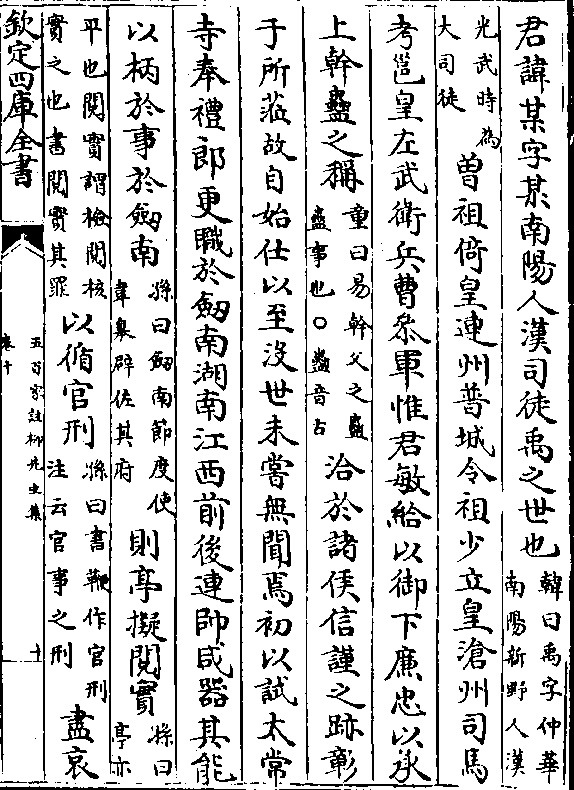 君諱某字某南陽人漢司徒禹之世也韓曰禹字仲華南陽新野人漢
光武時為大司徒曾祖倚皇連州普城令祖少立皇滄州司馬
考邕皇左武衛兵曹叅軍惟君敏給以御下廉忠以承
上幹蠱之稱童曰易幹父之蠱蠱事也○蠱音古洽於諸侯信謹之跡彰
于所蒞故自始仕以至没世未嘗無聞焉初以試太常
寺奉禮郎更職於劔南湖南江西前後連帥咸器其能
以柄於事於劔南孫曰劔南節度使韋臯辟佐其府則亭擬閱實孫曰亭亦
平也閱實謂檢閱核實之也書閱實其罪以脩官刑孫曰書鞭作官刑注云官事之刑盡哀
欽定四庫全書
五百家註柳先生集
卷十
十